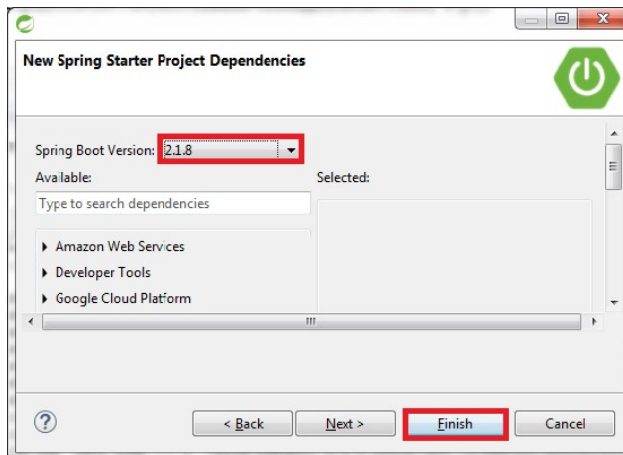 New Spring Starter Project Dependencies
Spring Boot Version: 2.1.8
Available:
Selected:
Type to search dependencies
Amazon Web Services
Developer Tools
Google Cloud Platform
?
< Back
Next >
Finish
Cancel